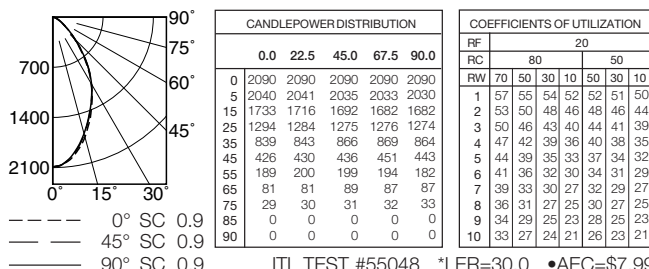 90°
75°
60°
45°
700
1400
2100
0° 15° 30°
0° SC 0.9
45° SC 0.9
90° SC 0.9
CANDLEPOWER DISTRIBUTION
0.0 22.5 45.0 67.5 90.0
0 2090 2090 2090 2090 2090
5 2040 2041 2035 2033 2030
15 1733 1716 1692 1682 1682
25 1294 1284 1275 1276 1274
35 839 843 866 869 864
45 426 430 436 451 443
55 189 200 199 194 182
65 81 81 89 87 87
75 29 30 31 32 33
85 0 0 0 0 0
90 0 0 0 0 0
COEFFICIENTS OF UTILIZATION
RF 20
RC 80 50
RW 70 50 30 10 50 30 10
1 57 55 54 52 52 51 50
2 53 50 48 46 48 46 44
3 50 46 43 40 44 41 39
4 47 42 39 36 40 38 35
5 44 39 35 33 37 34 32
6 41 36 32 30 34 31 29
7 39 33 30 27 32 29 27
8 36 31 27 25 30 27 25
9 34 29 25 23 28 25 23
10 33 27 24 21 26 23 21
ITL TEST #55048 *LER=30.0 •AEC=$7.99